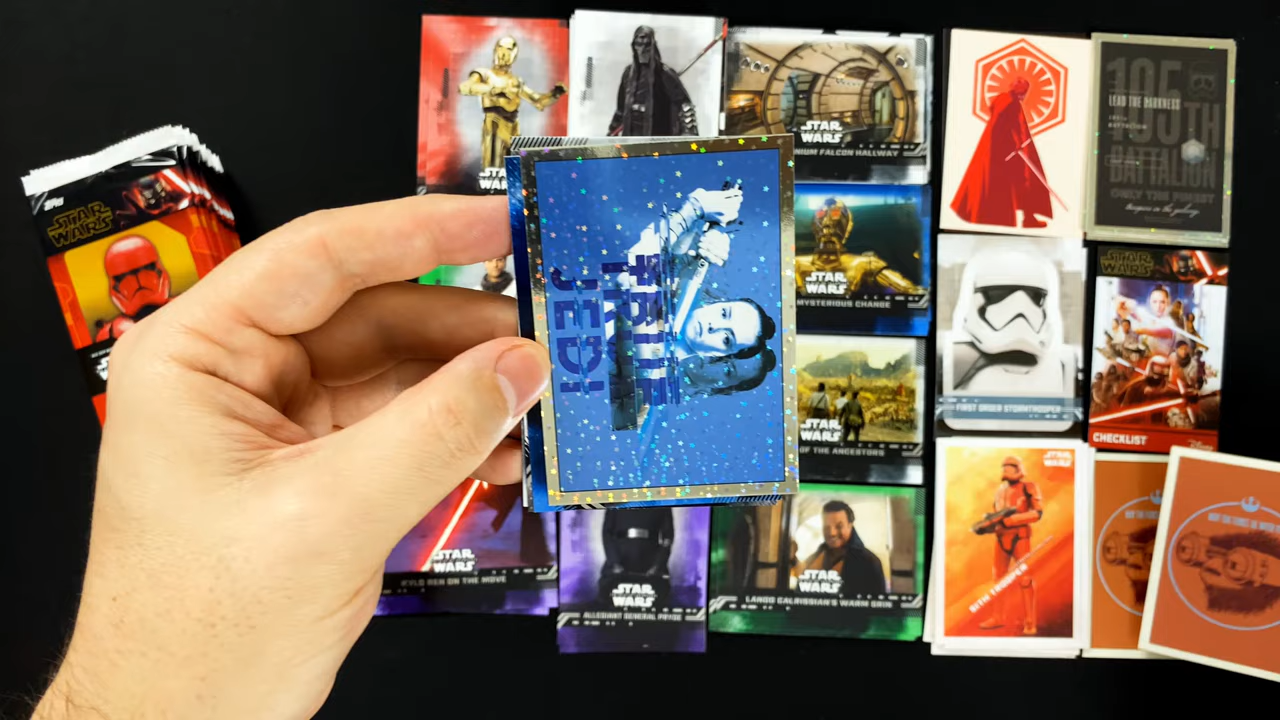 TOPPS
STAR
WARS
STAR
WARS
NIUM FALCON HALLWAY
105TH
LEAD THE DARKNESS
BATTALION
BATTALION
ONLY THE FINEST
TRUE
JEDI
STAR
WARS
MYSTERIOUS CHANGE
STAR
WARS
OF THE ANCESTORS
FIRST ORDER STORMTROOPER
STAR WARS
CHECKLIST
STAR
WARS
KYLO REN ON THE MOVE
STAR
WARS
ALLEGIANT GENERAL PRYDE
STAR
WARS
LANDO CALRISSIAN'S WARM GRIN
STAR
WARS
SITH TROOPER